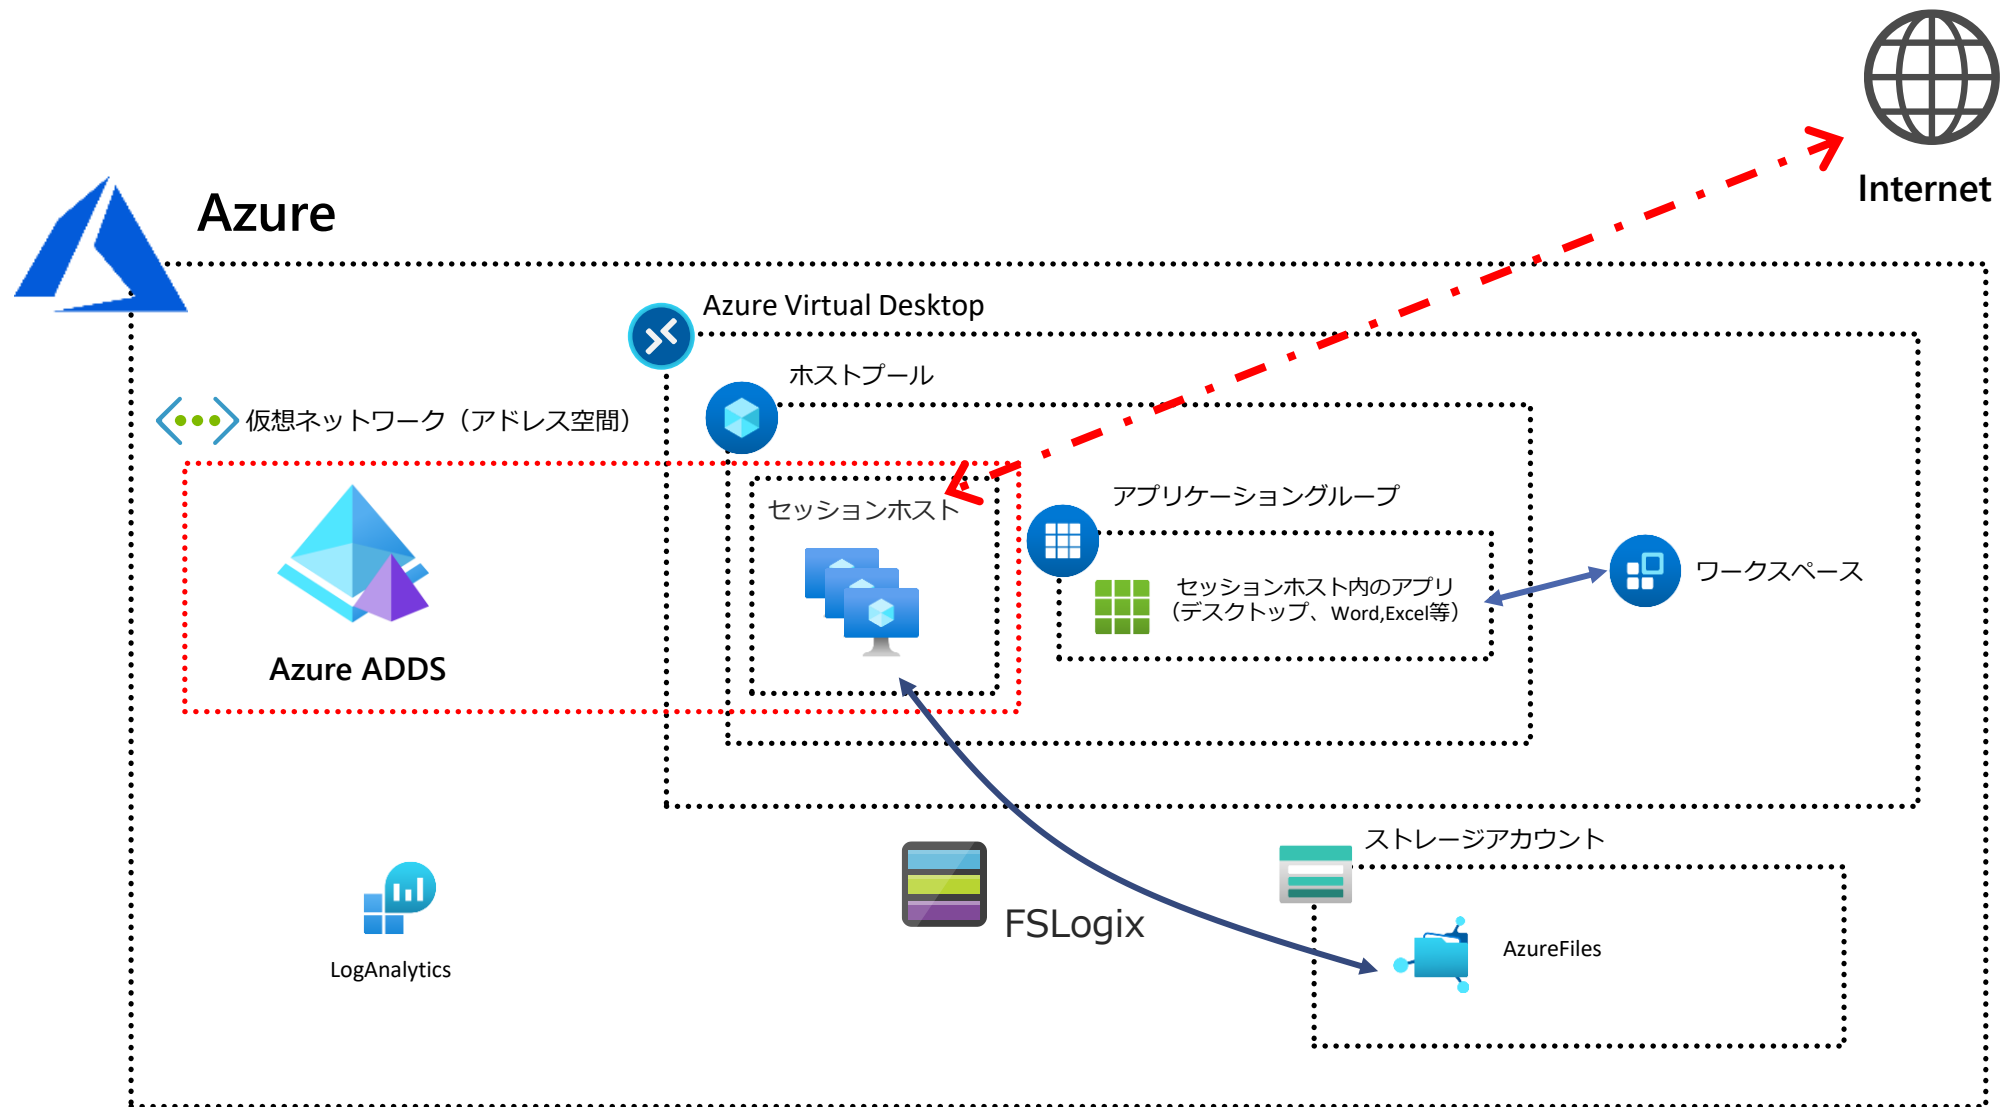 Internet
Azure
Azure Virtual Desktop
ホストプール
仮想ネットワーク（アドレス空間）
セッションホスト
アプリケーショングループ
セッションホスト内のアプリ
（デスクトップ、Word,Excel等）
ワークスペース
Azure ADDS
ストレージアカウント
FSLogix
AzureFiles
LogAnalytics